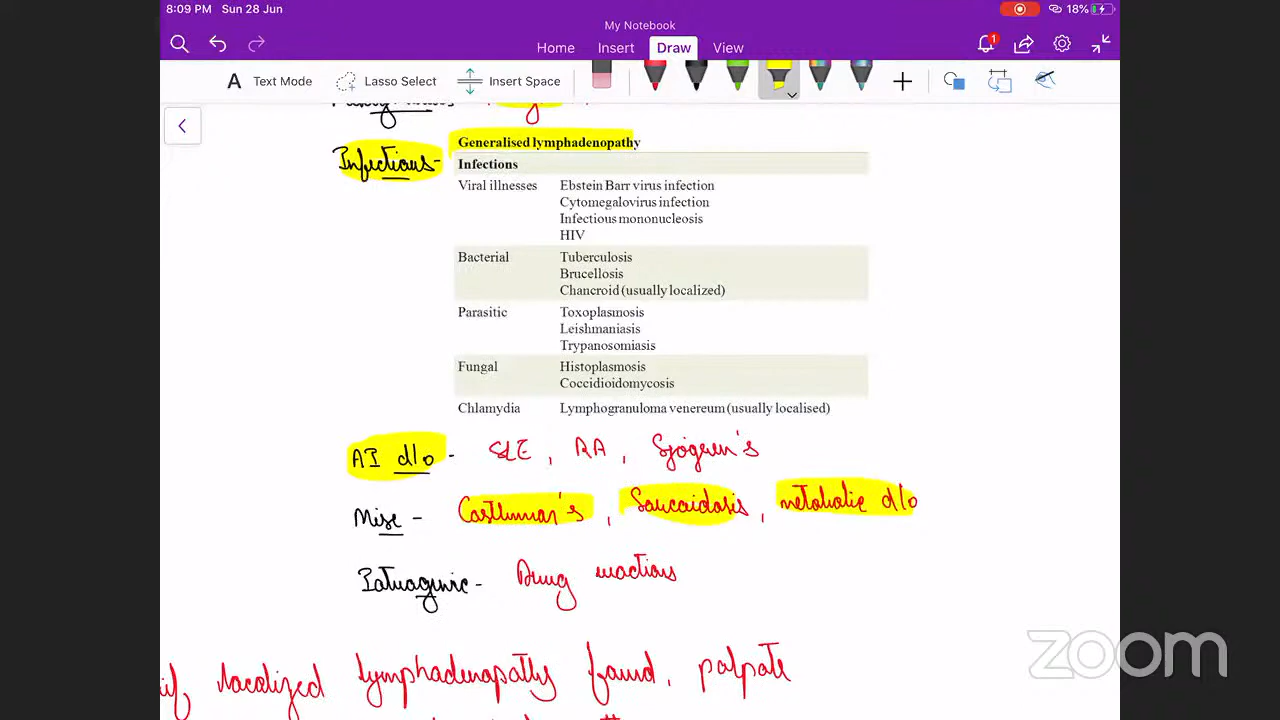 8:09 PM Sun 28 Jun 18%
My Notebook
Home Insert Draw View 1
A Text Mode Lasso Select Insert Space
Infectious- Generalised lymphadenopathy
Infections
Viral illnesses Ebstein Barr virus infection
Cytomegalovirus infection
Infectious mononucleosis
HIV
Bacterial Tuberculosis
Brucellosis
Chancroid (usually localized)
Parasitic Toxoplasmosis
Leishmaniasis
Trypanosomiasis
Fungal Histoplasmosis
Coccidioidomycosis
Chlamydia Lymphogranuloma venereum (usually localised)
AI d/o - SLE, RA, Sjogren's
Misc - Castleman's, Sarcoidosis, metabolic d/o
Iatrogenic - Drug reactions
if localized lymphadenopathy found, palpate
zoom